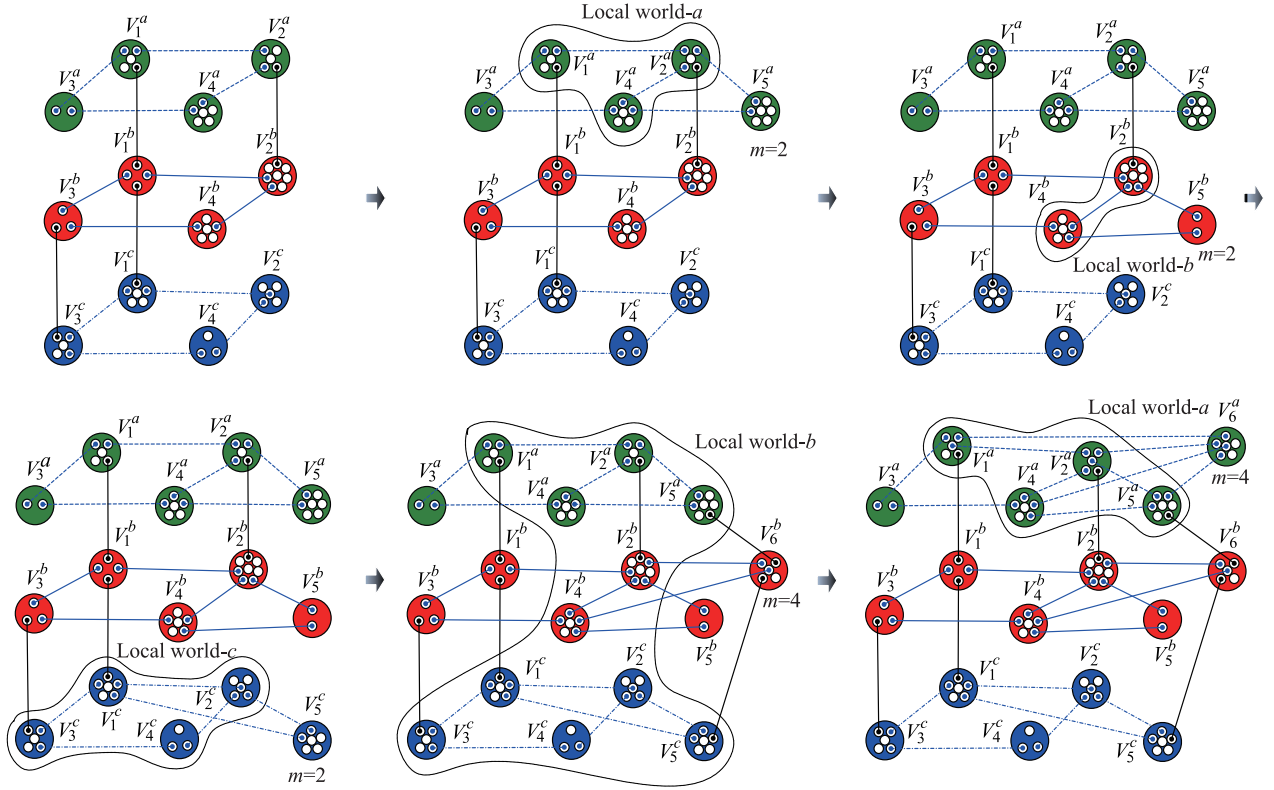 Local world-a
V₁ᵃ V₂ᵃ
V₃ᵃ V₄ᵃ
V₁ᵇ V₂ᵇ
V₃ᵇ V₄ᵇ
V₁ᶜ V₂ᶜ
V₃ᶜ V₄ᶜ
V₁ᵃ V₂ᵃ
V₃ᵃ V₄ᵃ V₅ᵃ
m=2
V₁ᵇ V₂ᵇ
V₃ᵇ V₄ᵇ
V₁ᶜ V₂ᶜ
V₃ᶜ V₄ᶜ
V₁ᵃ V₂ᵃ
V₃ᵃ V₄ᵃ V₅ᵃ
V₁ᵇ V₂ᵇ
V₃ᵇ V₄ᵇ V₅ᵇ
m=2
Local world-b
V₁ᶜ V₂ᶜ
V₃ᶜ V₄ᶜ
V₁ᵃ V₂ᵃ
V₃ᵃ V₄ᵃ V₅ᵃ
V₁ᵇ V₂ᵇ
V₃ᵇ V₄ᵇ V₅ᵇ
Local world-c
V₂ᶜ
V₃ᶜ V₁ᶜ V₄ᶜ V₅ᶜ
m=2
Local world-b
V₁ᵃ V₂ᵃ
V₃ᵃ V₄ᵃ V₅ᵃ
V₁ᵇ V₂ᵇ V₆ᵇ
m=4
V₃ᵇ V₄ᵇ
V₅ᵇ
V₁ᶜ V₂ᶜ
V₃ᶜ V₄ᶜ V₅ᶜ
Local world-a V₆ᵃ
V₁ᵃ V₂ᵃ
m=4
V₃ᵃ V₄ᵃ V₅ᵃ
V₁ᵇ V₂ᵇ V₆ᵇ
V₃ᵇ V₄ᵇ
V₅ᵇ
V₁ᶜ V₂ᶜ
V₃ᶜ V₄ᶜ V₅ᶜ